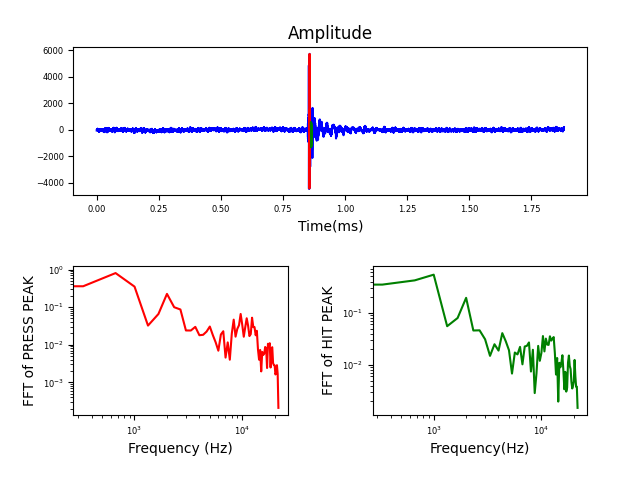 Amplitude
6000
4000
2000
0
−2000
−4000
0.00 0.25 0.50 0.75 1.00 1.25 1.50 1.75
Time(ms)
FFT of PRESS PEAK
10⁰
10⁻¹
10⁻²
10⁻³
10³ 10⁴
Frequency (Hz)
FFT of HIT PEAK
10⁻¹
10⁻²
10³ 10⁴
Frequency(Hz)